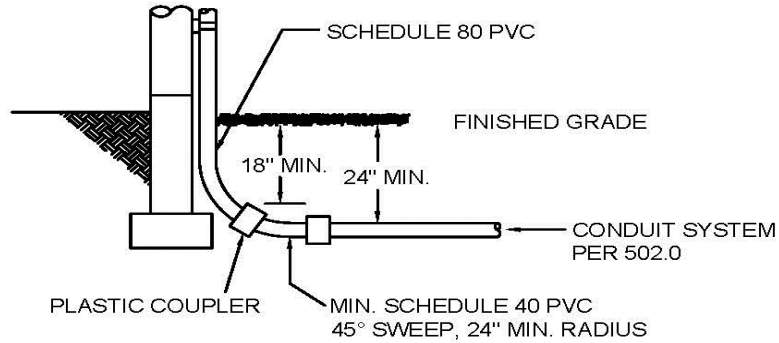 SCHEDULE 80 PVC
FINISHED GRADE
18" MIN.
24" MIN.
CONDUIT SYSTEM
PER 502.0
PLASTIC COUPLER
MIN. SCHEDULE 40 PVC
45° SWEEP, 24" MIN. RADIUS